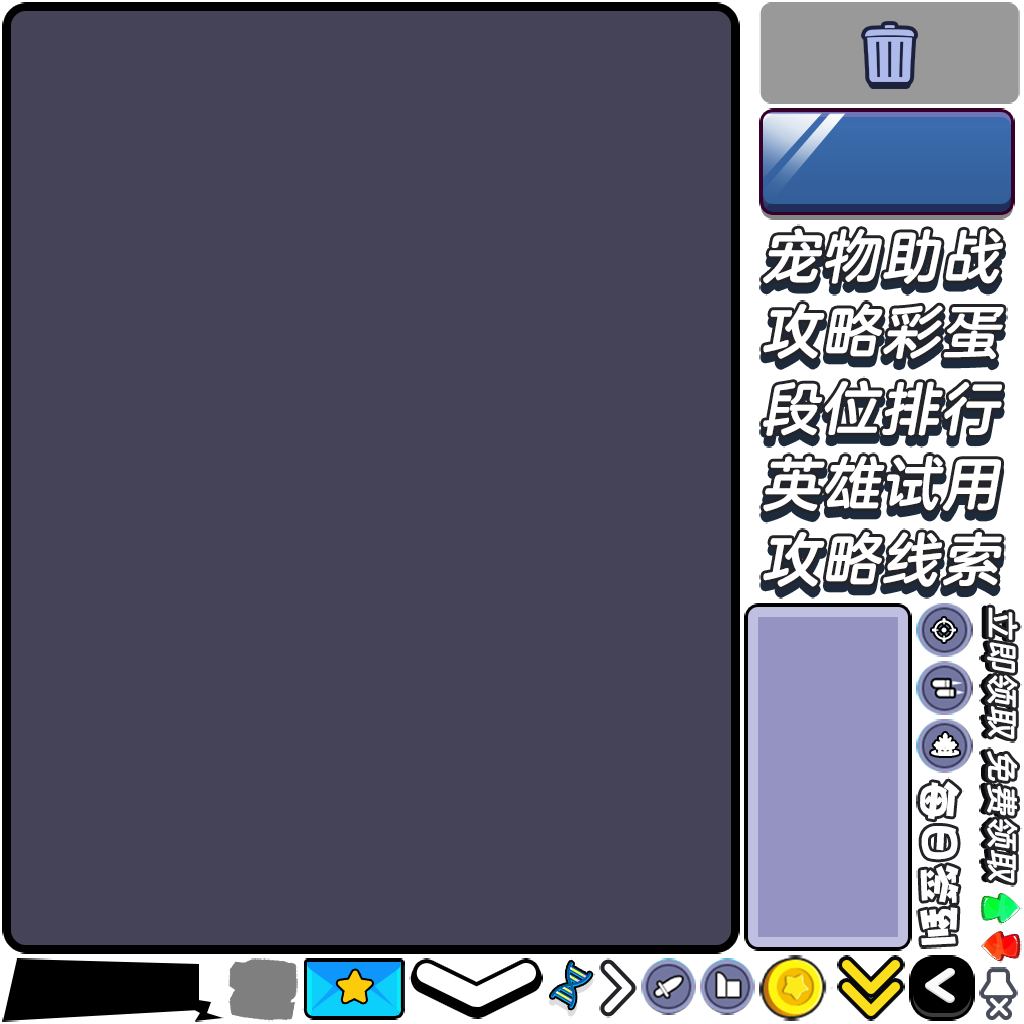 宠物助战
攻略彩蛋
段位排行
英雄试用
攻略线索
立即领取
免费领取
每日签到